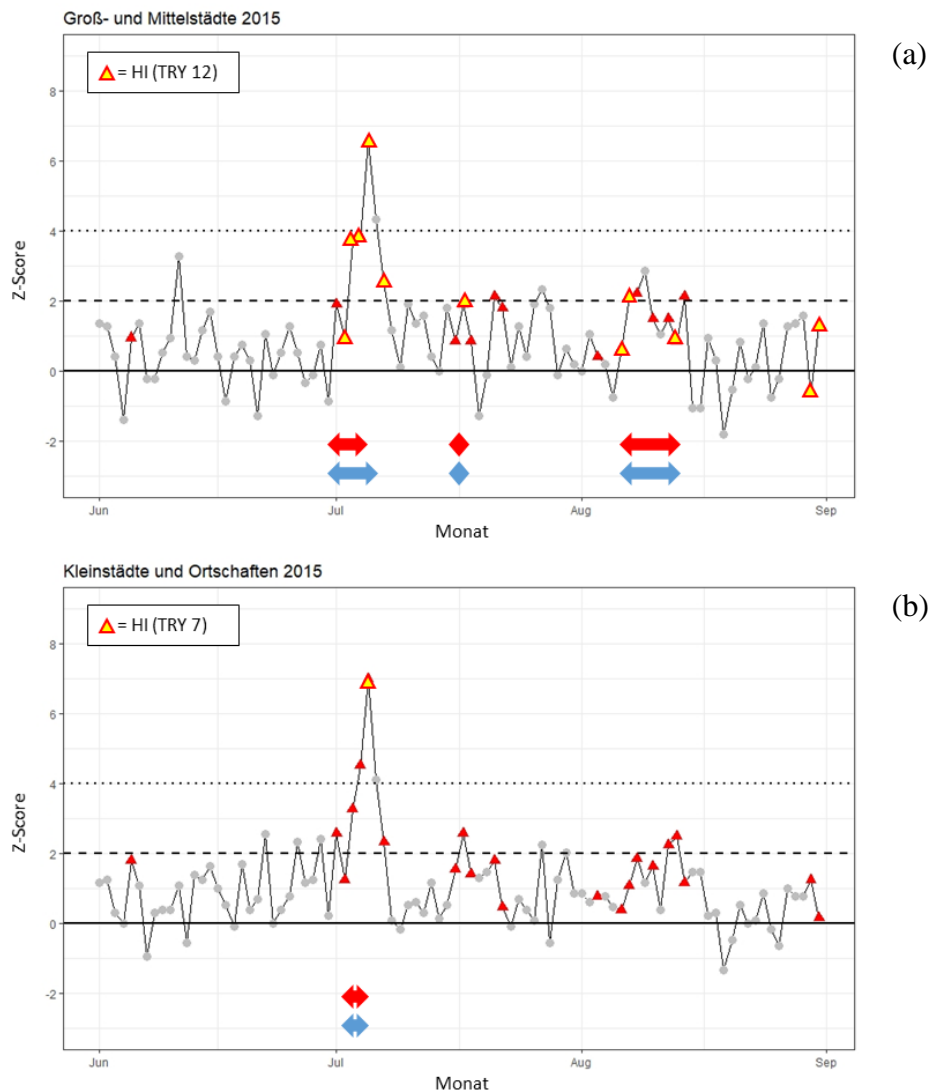 Groß- und Mittelstädte 2015
(a)
= HI (TRY 12)
8
6
4
2
0
-2
Z-Score
Jun
Jul
Aug
Sep
Monat
Kleinstädte und Ortschaften 2015
(b)
= HI (TRY 7)
8
6
4
2
0
-2
Z-Score
Jun
Jul
Aug
Sep
Monat